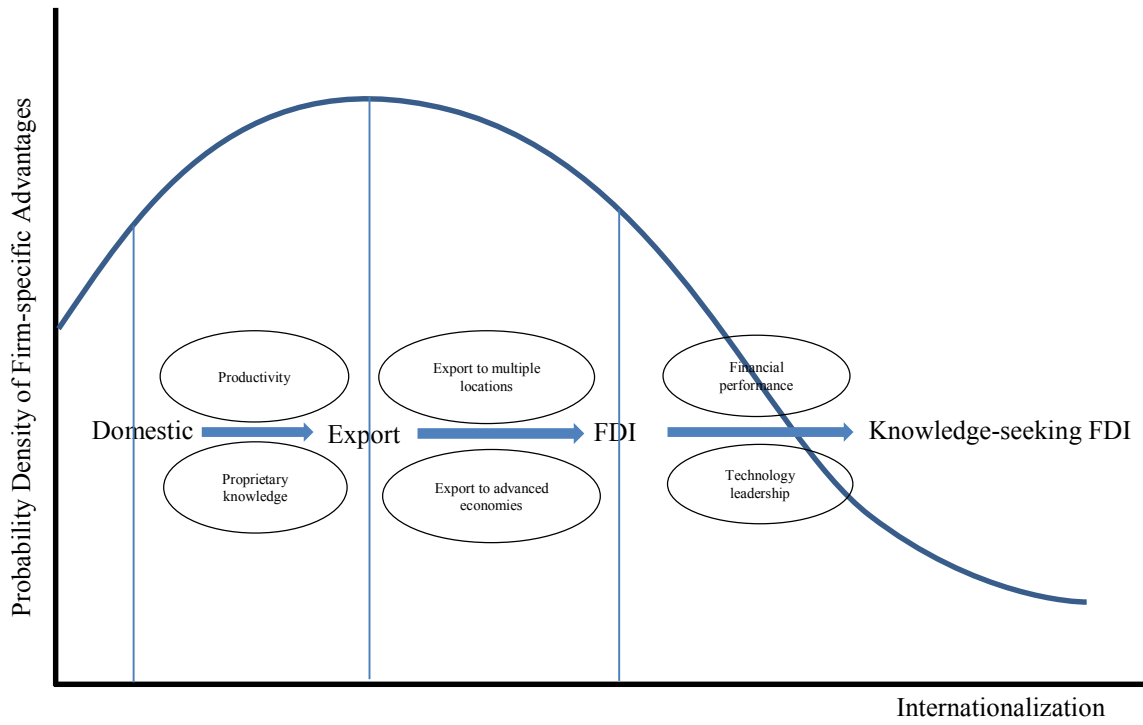 Probability Density of Firm-specific Advantages
Productivity
Export to multiple
locations
Financial
performance
Domestic
Export
FDI
Knowledge-seeking FDI
Proprietary
knowledge
Export to advanced
economies
Technology
leadership
Internationalization